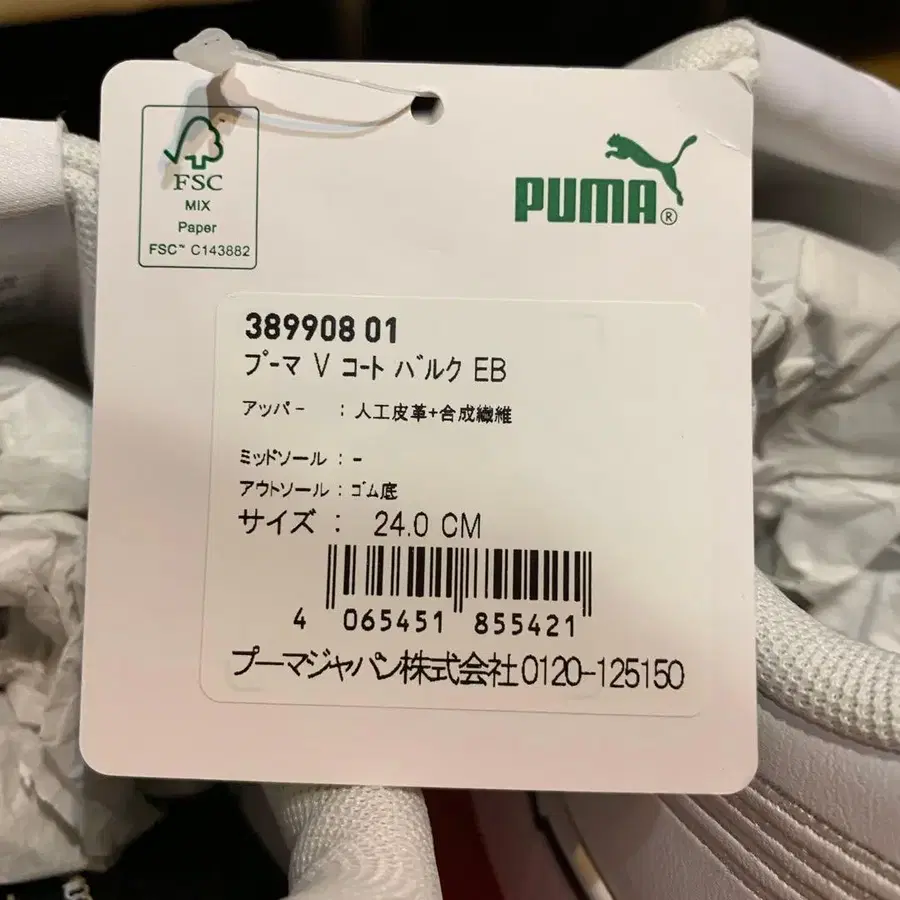 FSC
MIX
Paper
FSC™ C143882
PUMA®
389908 01
プーマ V コート バルク EB
アッパー : 人工皮革+合成繊維
ミッドソール : -
アウトソール : ゴム底
サイズ : 24.0 CM
4 065451 855421
プーマジャパン株式会社0120-125150